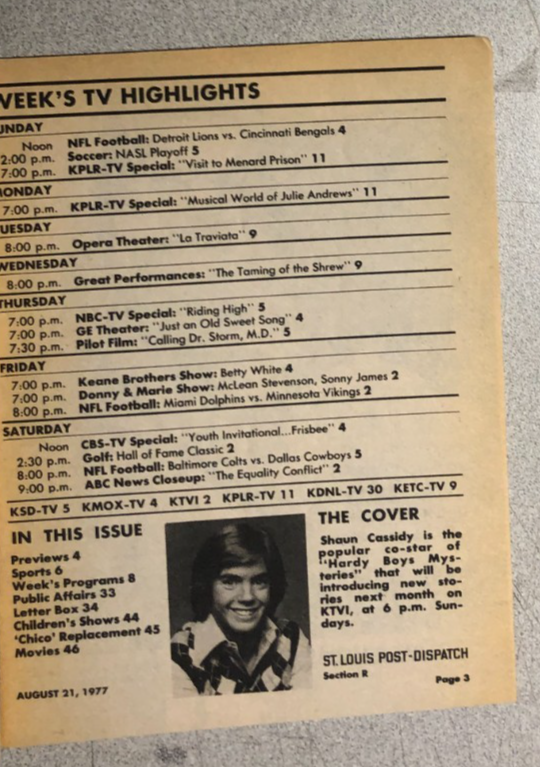 WEEK'S TV HIGHLIGHTS
UNDAY
Noon NFL Football: Detroit Lions vs. Cincinnati Bengals 4
2:00 p.m. Soccer: NASL Playoff 5
7:00 p.m. KPLR-TV Special: "Visit to Menard Prison" 11
MONDAY
7:00 p.m. KPLR-TV Special: "Musical World of Julie Andrews" 11
UESDAY
8:00 p.m. Opera Theater: "La Traviata" 9
WEDNESDAY
8:00 p.m. Great Performances: "The Taming of the Shrew" 9
THURSDAY
7:00 p.m. NBC-TV Special: "Riding High" 5
7:00 p.m. GE Theater: "Just an Old Sweet Song" 4
7:30 p.m. Pilot Film: "Calling Dr. Storm, M.D." 5
FRIDAY
7:00 p.m. Keane Brothers Show: Betty White 4
7:00 p.m. Donny & Marie Show: McLean Stevenson, Sonny James 2
8:00 p.m. NFL Football: Miami Dolphins vs. Minnesota Vikings 2
SATURDAY
Noon CBS-TV Special: "Youth Invitational...Frisbee" 4
2:30 p.m. Golf: Hall of Fame Classic 2
8:00 p.m. NFL Football: Baltimore Colts vs. Dallas Cowboys 5
9:00 p.m. ABC News Closeup: "The Equality Conflict" 2
KSD-TV 5 KMOX-TV 4 KTVI 2 KPLR-TV 11 KDNL-TV 30 KETC-TV 9
IN THIS ISSUE
Previews 4
Sports 6
Week's Programs 8
Public Affairs 33
Letter Box 34
Children's Shows 44
'Chico' Replacement 45
Movies 46
AUGUST 21, 1977
THE COVER
Shaun Cassidy is the
popular co-star of
"Hardy Boys Mys-
teries" that will be
introducing new sto-
ries next month on
KTVI, at 6 p.m. Sun-
days.
ST. LOUIS POST-DISPATCH
Section R Page 3